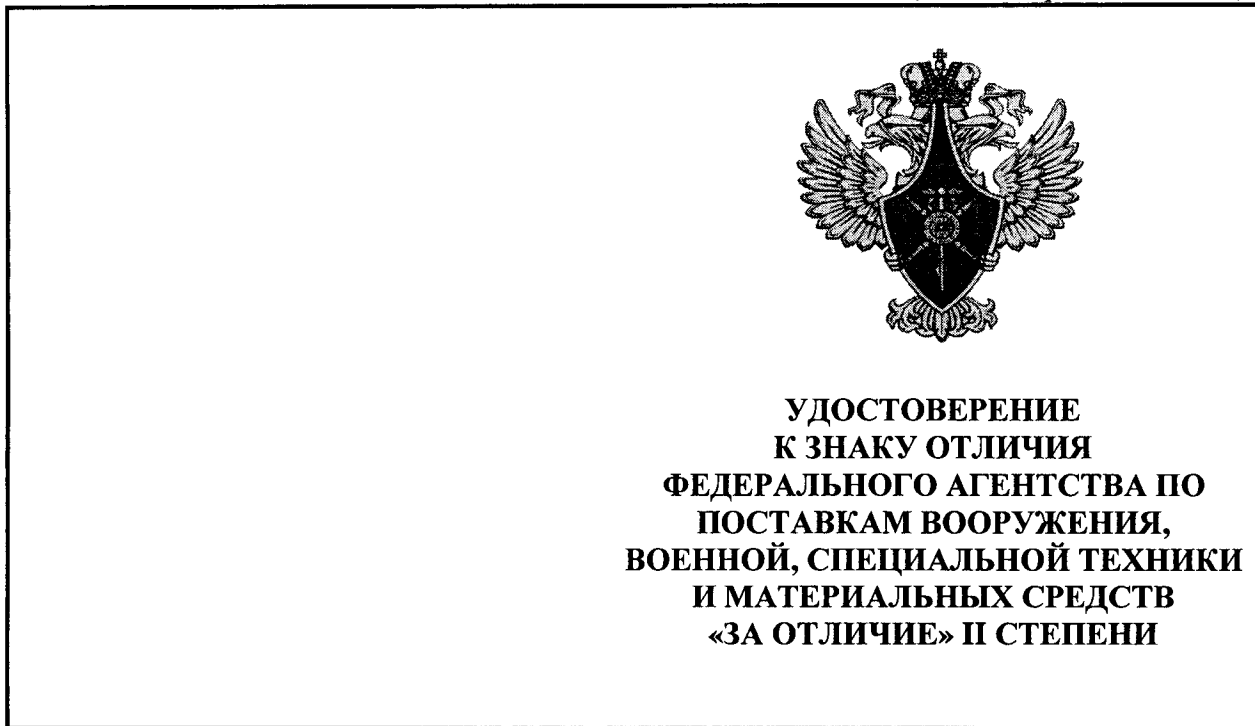 УДОСТОВЕРЕНИЕ
К ЗНАКУ ОТЛИЧИЯ
ФЕДЕРАЛЬНОГО АГЕНТСТВА ПО
ПОСТАВКАМ ВООРУЖЕНИЯ,
ВОЕННОЙ, СПЕЦИАЛЬНОЙ ТЕХНИКИ
И МАТЕРИАЛЬНЫХ СРЕДСТВ
«ЗА ОТЛИЧИЕ» II СТЕПЕНИ